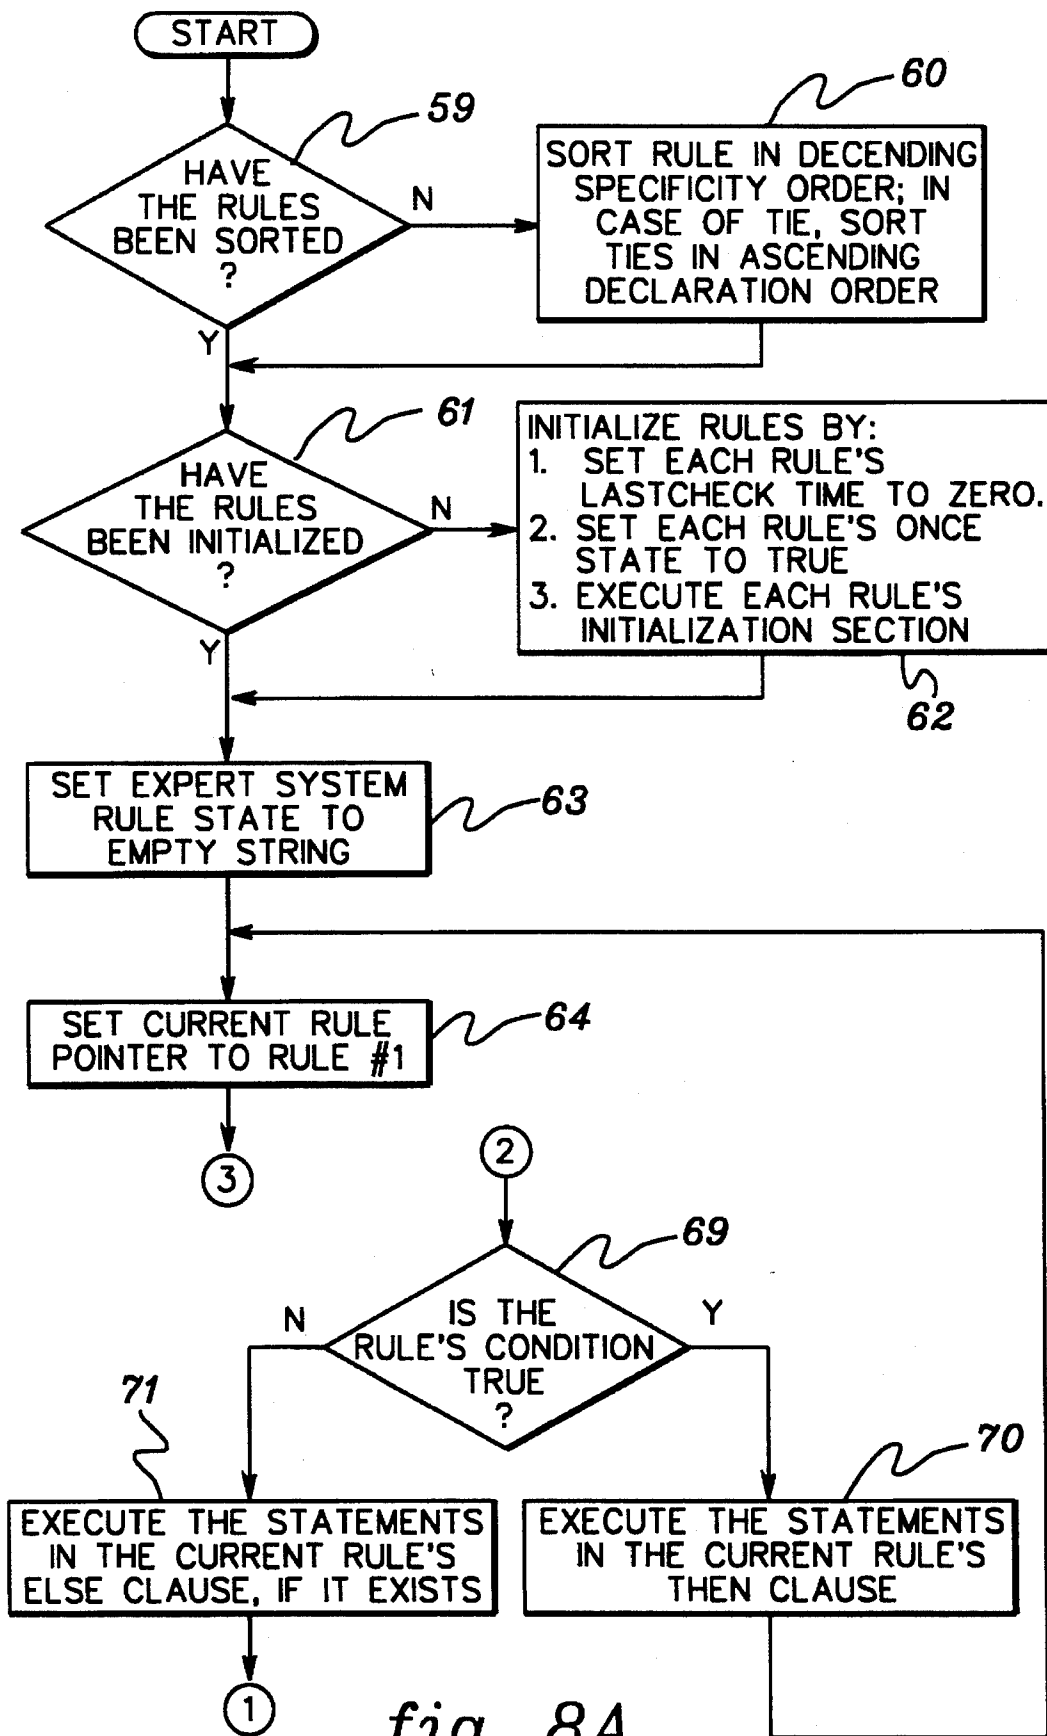 START
59
HAVE
THE RULES
BEEN SORTED
?
N
Y
60
SORT RULE IN DECENDING
SPECIFICITY ORDER; IN
CASE OF TIE, SORT
TIES IN ASCENDING
DECLARATION ORDER
61
HAVE
THE RULES
BEEN INITIALIZED
?
N
Y
INITIALIZE RULES BY:
1. SET EACH RULE'S
LASTCHECK TIME TO ZERO.
2. SET EACH RULE'S ONCE
STATE TO TRUE
3. EXECUTE EACH RULE'S
INITIALIZATION SECTION
62
SET EXPERT SYSTEM
RULE STATE TO
EMPTY STRING
63
SET CURRENT RULE
POINTER TO RULE #1
64
3
2
69
IS THE
RULE'S CONDITION
TRUE
?
N
Y
71
EXECUTE THE STATEMENTS
IN THE CURRENT RULE'S
ELSE CLAUSE, IF IT EXISTS
70
EXECUTE THE STATEMENTS
IN THE CURRENT RULE'S
THEN CLAUSE
1
fig. 8A